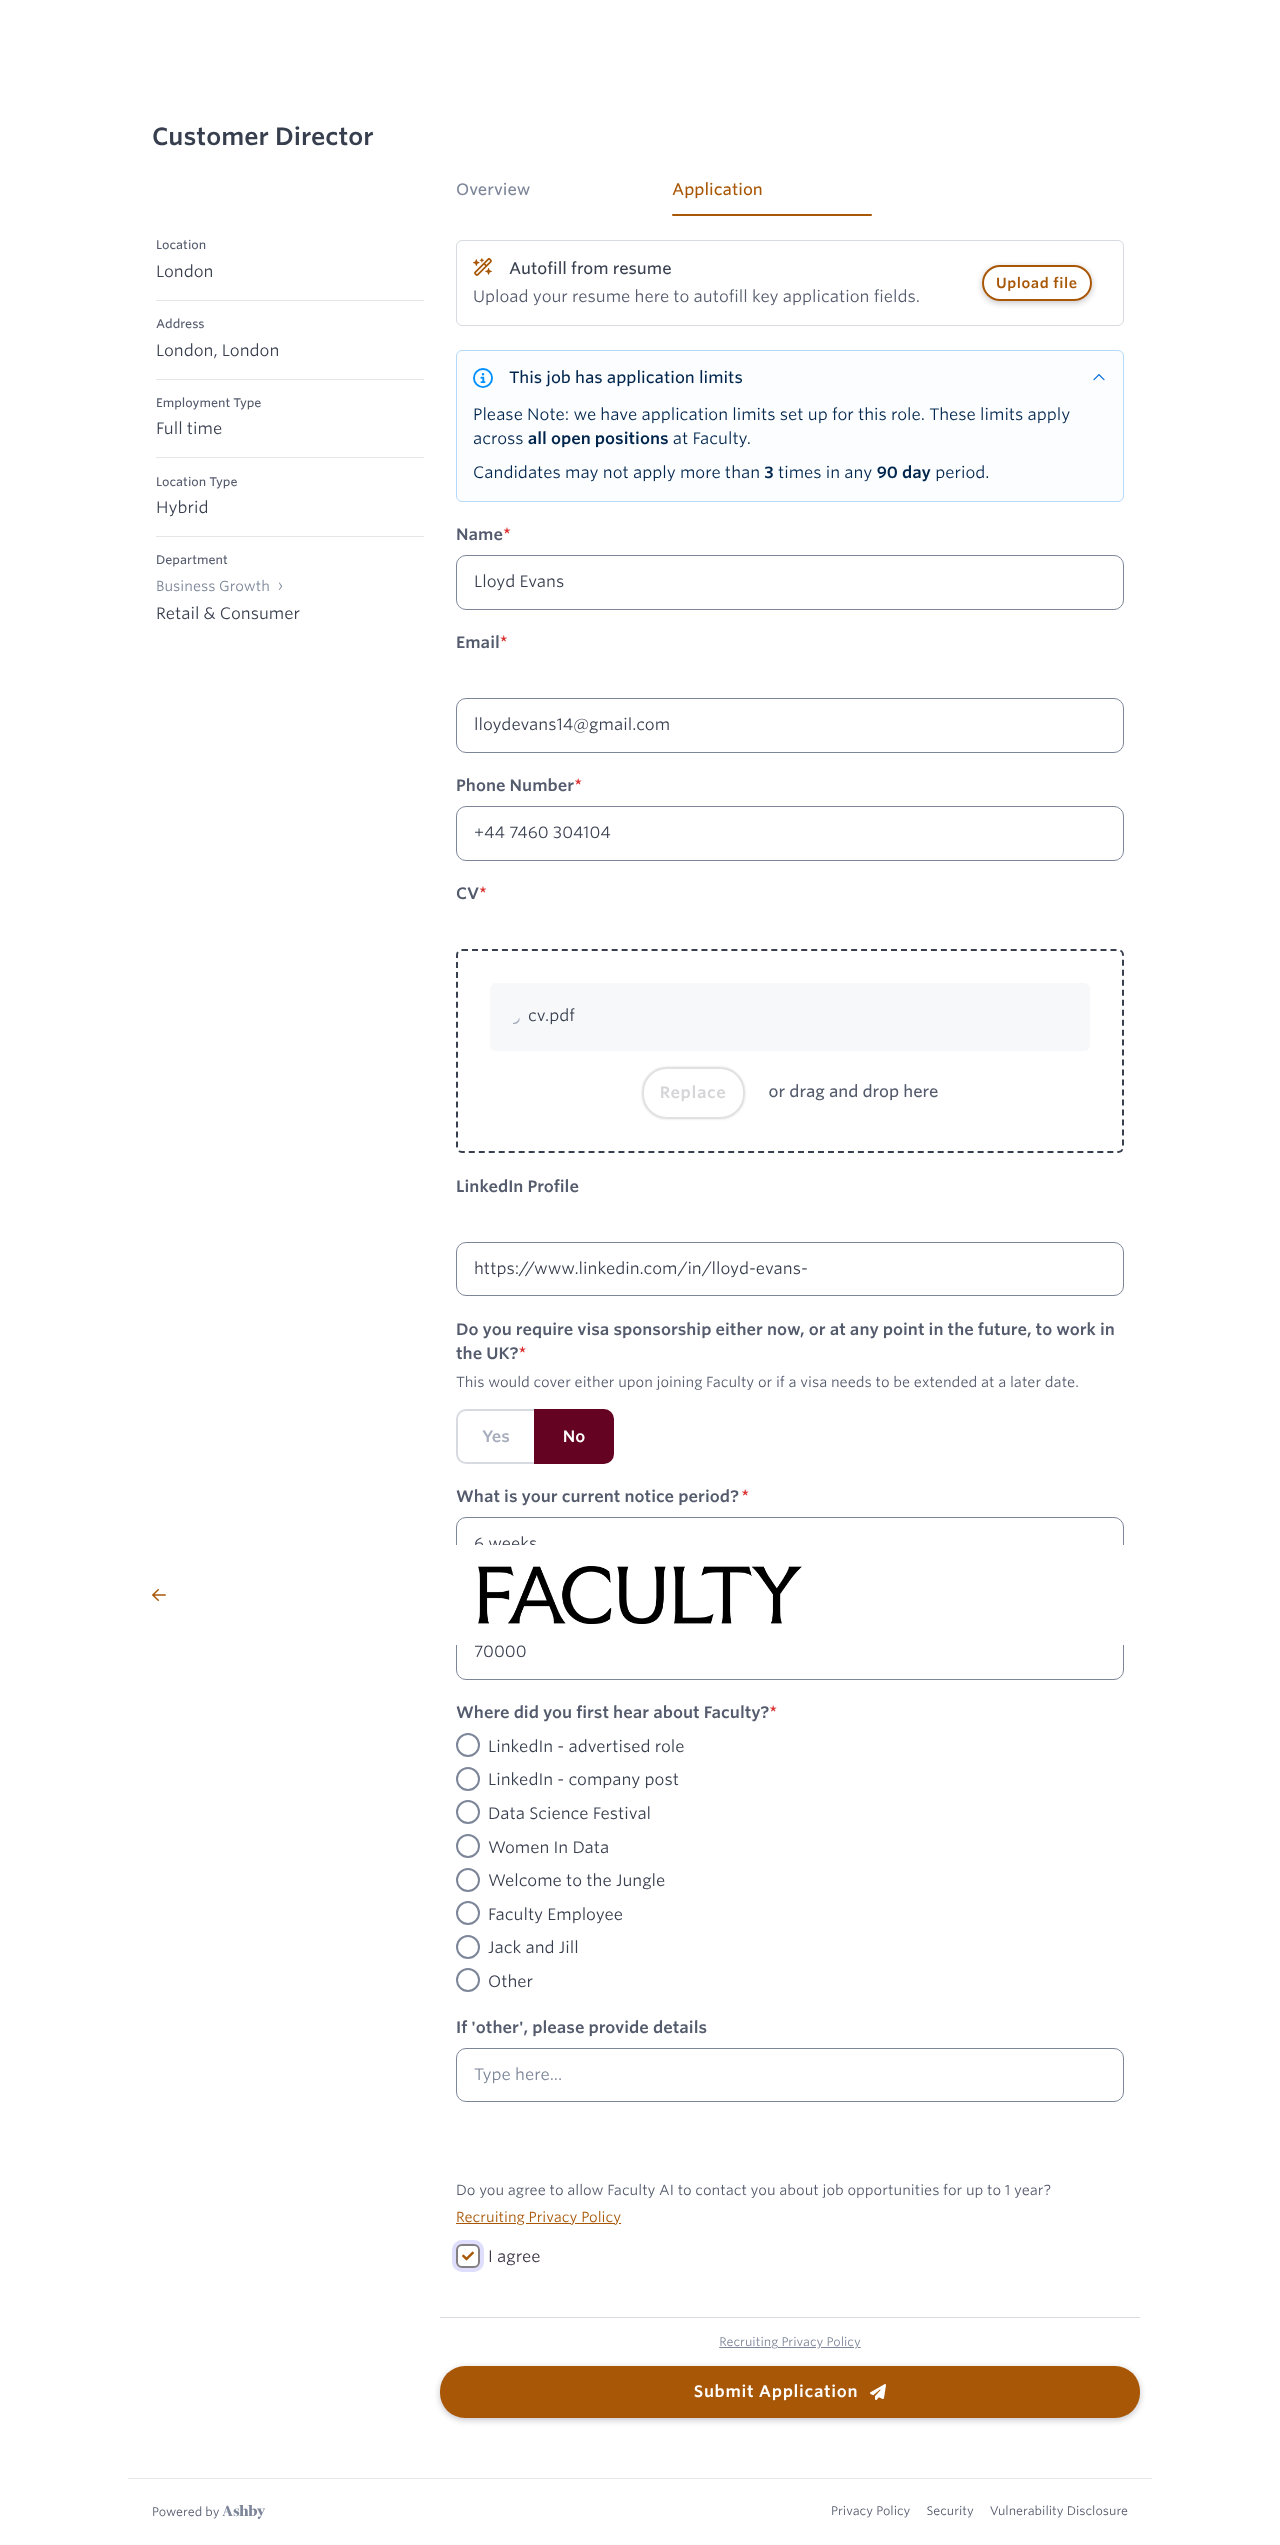 Customer Director
Overview
Application
Location
London
Address
London, London
Employment Type
Full time
Location Type
Hybrid
Department
Business Growth ›
Retail & Consumer
Autofill from resume
Upload your resume here to autofill key application fields.
Upload file
This job has application limits
Please Note: we have application limits set up for this role. These limits apply
across all open positions at Faculty.
Candidates may not apply more than 3 times in any 90 day period.
Name*
Lloyd Evans
Email*
lloydevans14@gmail.com
Phone Number*
+44 7460 304104
CV*
cv.pdf
Replace
or drag and drop here
LinkedIn Profile
https://www.linkedin.com/in/lloyd-evans-
Do you require visa sponsorship either now, or at any point in the future, to work in
the UK?*
This would cover either upon joining Faculty or if a visa needs to be extended at a later date.
Yes
No
What is your current notice period? *
6 weeks
FACULTY
70000
Where did you first hear about Faculty?*
LinkedIn - advertised role
LinkedIn - company post
Data Science Festival
Women In Data
Welcome to the Jungle
Faculty Employee
Jack and Jill
Other
If 'other', please provide details
Type here...
Do you agree to allow Faculty AI to contact you about job opportunities for up to 1 year?
Recruiting Privacy Policy
I agree
Recruiting Privacy Policy
Submit Application
Powered by Ashby
Privacy Policy
Security
Vulnerability Disclosure